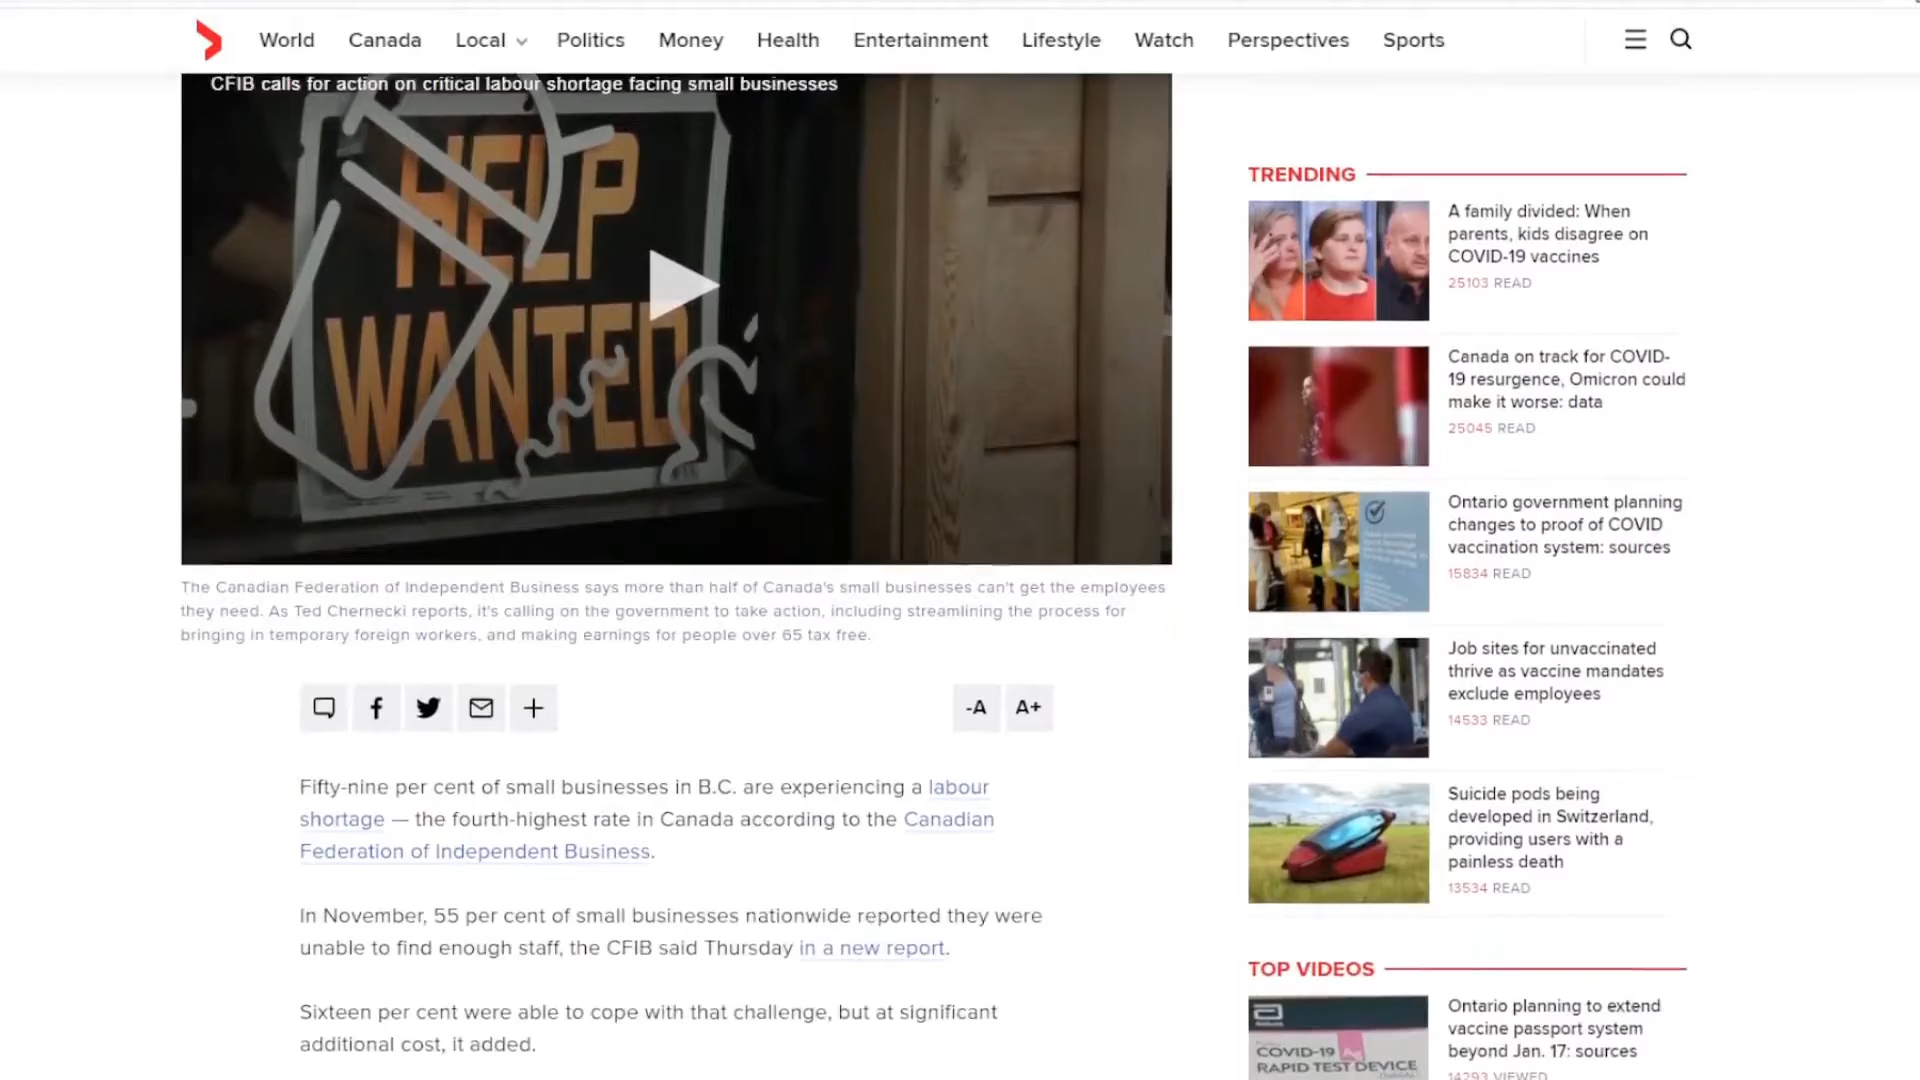 World Canada Local Politics Money Health Entertainment Lifestyle Watch Perspectives Sports
CFIB calls for action on critical labour shortage facing small businesses
HELP
WANTED
The Canadian Federation of Independent Business says more than half of Canada's small businesses can't get the employees
they need. As Ted Chernecki reports, it's calling on the government to take action, including streamlining the process for
bringing in temporary foreign workers, and making earnings for people over 65 tax free.
-A A+
Fifty-nine per cent of small businesses in B.C. are experiencing a labour
shortage — the fourth-highest rate in Canada according to the Canadian
Federation of Independent Business.
In November, 55 per cent of small businesses nationwide reported they were
unable to find enough staff, the CFIB said Thursday in a new report.
Sixteen per cent were able to cope with that challenge, but at significant
additional cost, it added.
TRENDING
A family divided: When
parents, kids disagree on
COVID-19 vaccines
25103 READ
Canada on track for COVID-
19 resurgence, Omicron could
make it worse: data
25045 READ
Ontario government planning
changes to proof of COVID
vaccination system: sources
15834 READ
Job sites for unvaccinated
thrive as vaccine mandates
exclude employees
14533 READ
Suicide pods being
developed in Switzerland,
providing users with a
painless death
13534 READ
TOP VIDEOS
COVID-19 Ag
RAPID TEST DEVICE
Ontario planning to extend
vaccine passport system
beyond Jan. 17: sources
14293 VIEWED